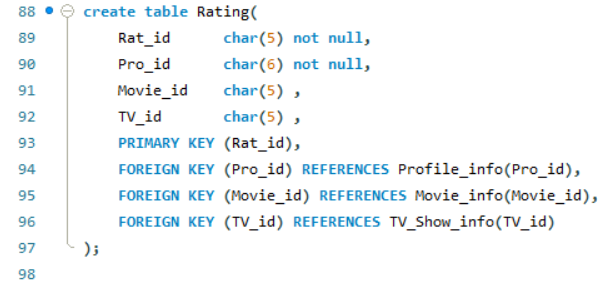 88 create table Rating(
89 Rat_id char(5) not null,
90 Pro_id char(6) not null,
91 Movie_id char(5) ,
92 TV_id char(5) ,
93 PRIMARY KEY (Rat_id),
94 FOREIGN KEY (Pro_id) REFERENCES Profile_info(Pro_id),
95 FOREIGN KEY (Movie_id) REFERENCES Movie_info(Movie_id),
96 FOREIGN KEY (TV_id) REFERENCES TV_Show_info(TV_id)
97 );
98